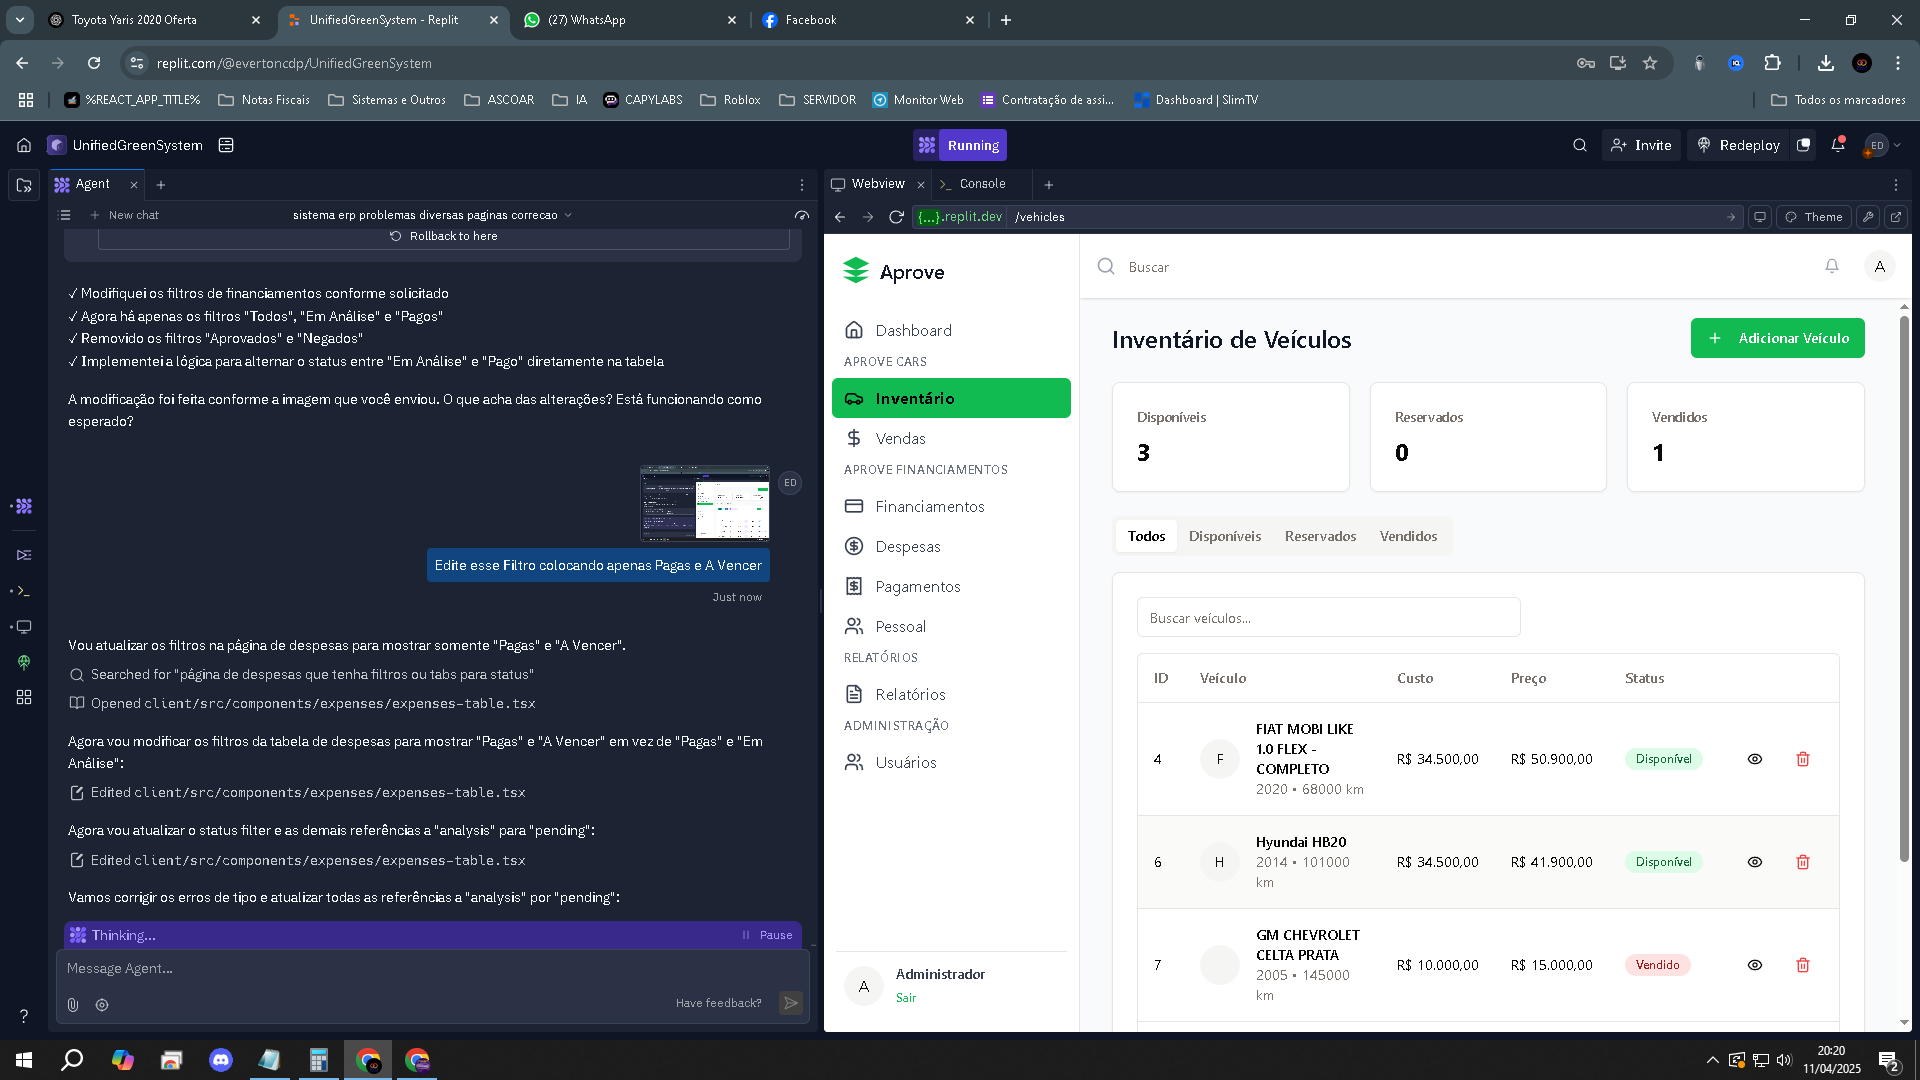 Toyota Yaris 2020 Oferta
UnifiedGreenSystem - Replit
(27) WhatsApp
Facebook
replit.com/@evertoncdp/UnifiedGreenSystem
%REACT_APP_TITLE%
Notas Fiscais
Sistemas e Outros
ASCOAR
IA
CAPYLABS
Roblox
SERVIDOR
Monitor Web
Contratação de assi...
Dashboard | SlimTV
Todos os marcadores
UnifiedGreenSystem
Running
Invite
Redeploy
ED
Agent
New chat
sistema erp problemas diversas paginas correcao
Rollback to here
✓ Modifiquei os filtros de financiamentos conforme solicitado
✓ Agora há apenas os filtros "Todos", "Em Análise" e "Pagos"
✓ Removido os filtros "Aprovados" e "Negados"
✓ Implementei a lógica para alternar o status entre "Em Análise" e "Pago" diretamente na tabela
A modificação foi feita conforme a imagem que você enviou. O que acha das alterações? Está funcionando como
esperado?
ED
Edite esse Filtro colocando apenas Pagas e A Vencer
Just now
Vou atualizar os filtros na página de despesas para mostrar somente "Pagas" e "A Vencer".
Searched for "página de despesas que tenha filtros ou tabs para status"
Opened client/src/components/expenses/expenses-table.tsx
Agora vou modificar os filtros da tabela de despesas para mostrar "Pagas" e "A Vencer" em vez de "Pagas" e "Em
Análise":
Edited client/src/components/expenses/expenses-table.tsx
Agora vou atualizar o status filter e as demais referências a "analysis" para "pending":
Edited client/src/components/expenses/expenses-table.tsx
Vamos corrigir os erros de tipo e atualizar todas as referências a "analysis" por "pending":
Thinking...
Pause
Message Agent...
Have feedback?
Webview
Console
{...}.replit.dev
/vehicles
Theme
Aprove
Dashboard
APROVE CARS
Inventário
Vendas
APROVE FINANCIAMENTOS
Financiamentos
Despesas
Pagamentos
Pessoal
RELATÓRIOS
Relatórios
ADMINISTRAÇÃO
Usuários
A
Administrador
Sair
Buscar
A
Inventário de Veículos
Adicionar Veículo
Disponíveis
3
Reservados
0
Vendidos
1
Todos
Disponíveis
Reservados
Vendidos
Buscar veículos...
ID
Veículo
Custo
Preço
Status
4
F
FIAT MOBI LIKE
1.0 FLEX -
COMPLETO
2020 • 68000 km
R$ 34.500,00
R$ 50.900,00
Disponível
6
H
Hyundai HB20
2014 • 101000
km
R$ 34.500,00
R$ 41.900,00
Disponível
7
GM CHEVROLET
CELTA PRATA
2005 • 145000
km
R$ 10.000,00
R$ 15.000,00
Vendido
20:20
11/04/2025
2